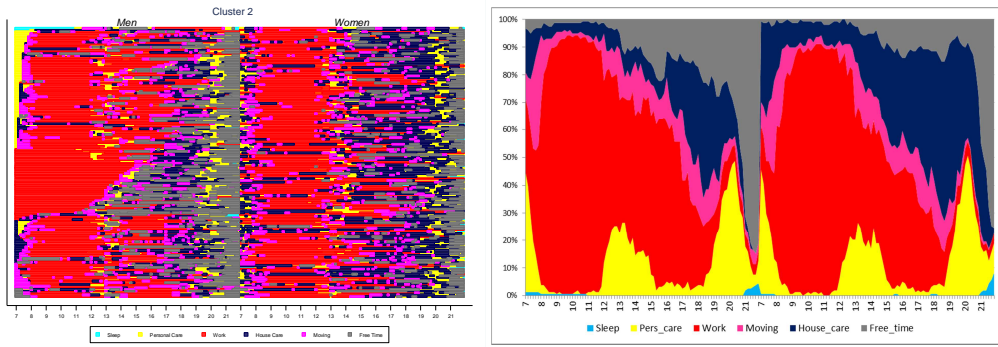 Cluster 2
Men
Women
7 8 9 10 11 12 13 14 15 16 17 18 19 20 21 7 8 9 10 11 12 13 14 15 16 17 18 19 20 21
Sleep Personal Care Work House Care Moving Free Time
100%
90%
80%
70%
60%
50%
40%
30%
20%
10%
0%
7 8 9 10 11 12 13 14 15 16 17 18 19 20 21 7 8 9 10 11 12 13 14 15 16 17 18 19 20 21
Sleep Pers_care Work Moving House_care Free_time